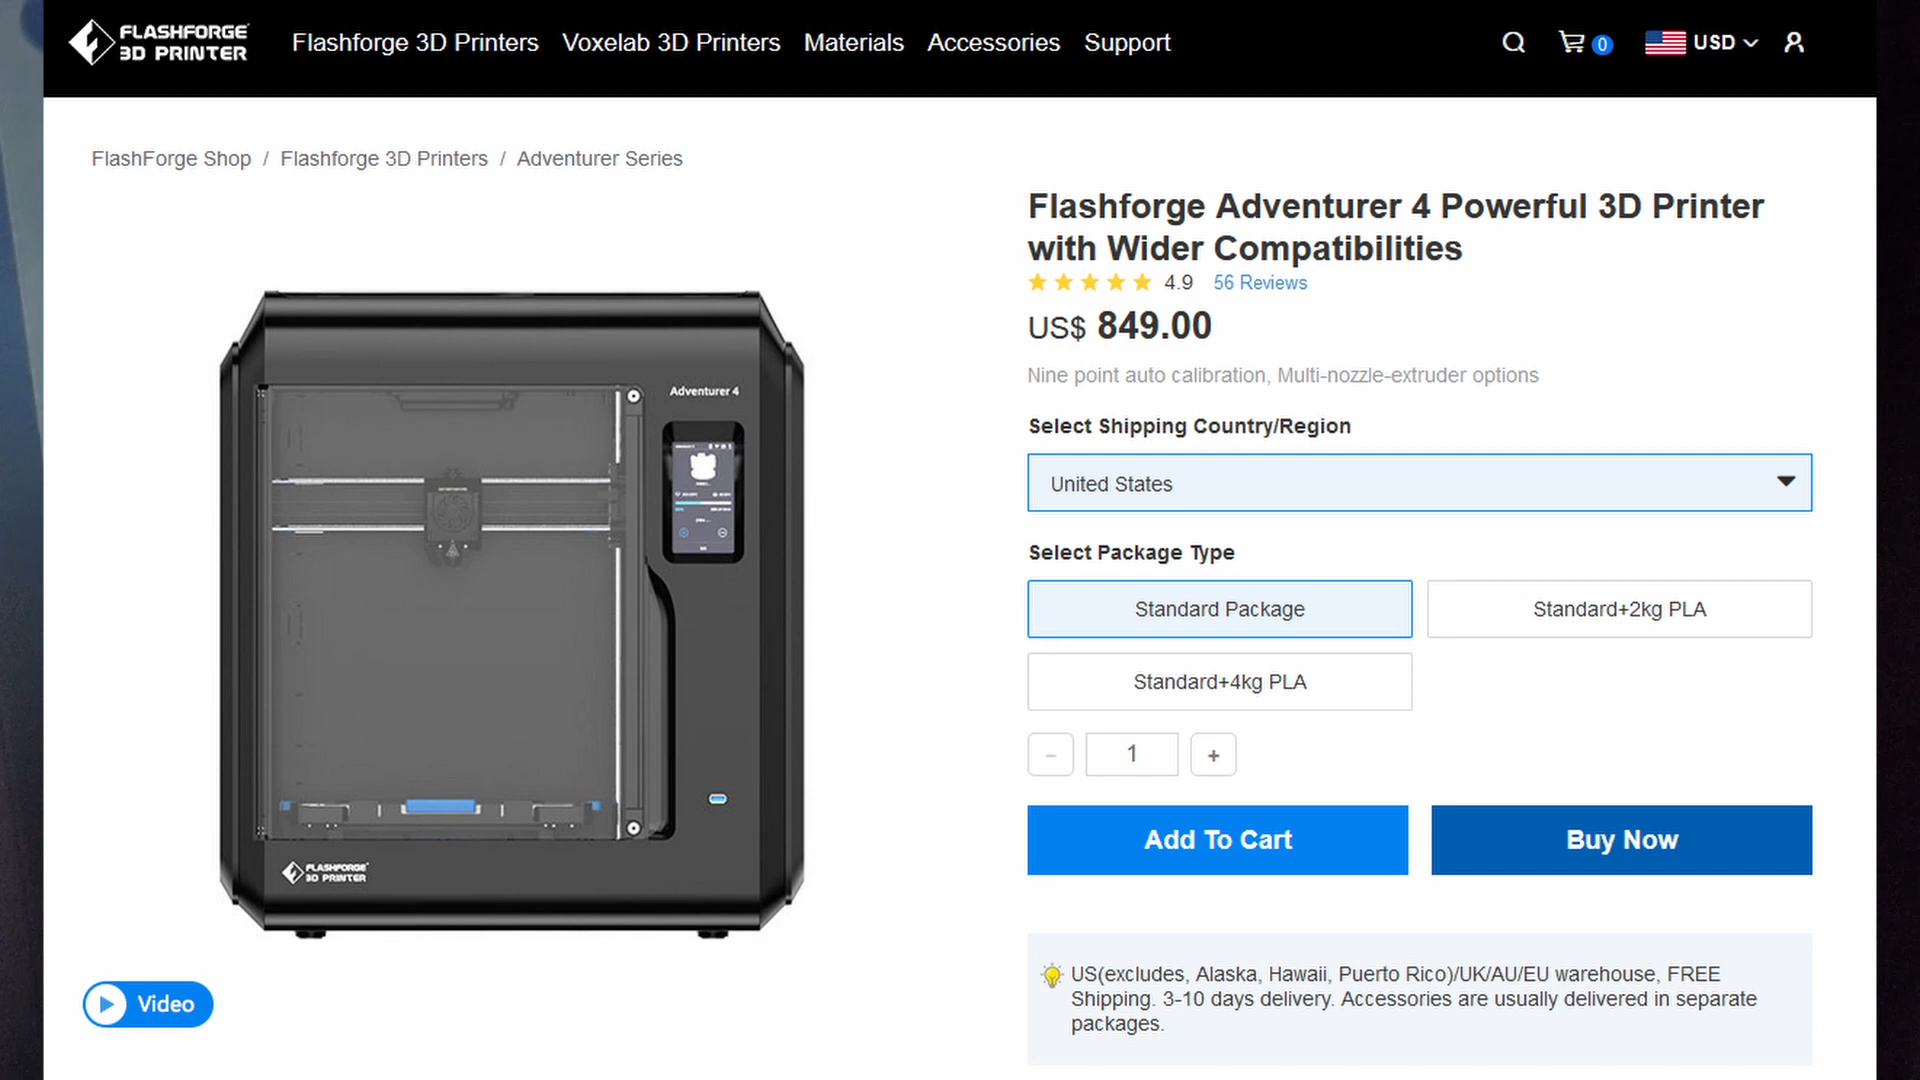 FLASHFORGE
3D PRINTER
Flashforge 3D Printers Voxelab 3D Printers Materials Accessories Support
0 USD
FlashForge Shop / Flashforge 3D Printers / Adventurer Series
Flashforge Adventurer 4 Powerful 3D Printer
with Wider Compatibilities
4.9 56 Reviews
US$ 849.00
Nine point auto calibration, Multi-nozzle-extruder options
Select Shipping Country/Region
United States
Select Package Type
Standard Package
Standard+2kg PLA
Standard+4kg PLA
- 1 +
Add To Cart
Buy Now
US(excludes, Alaska, Hawaii, Puerto Rico)/UK/AU/EU warehouse, FREE
Shipping. 3-10 days delivery. Accessories are usually delivered in separate
packages.
Adventurer 4
FLASHFORGE
3D PRINTER
Video